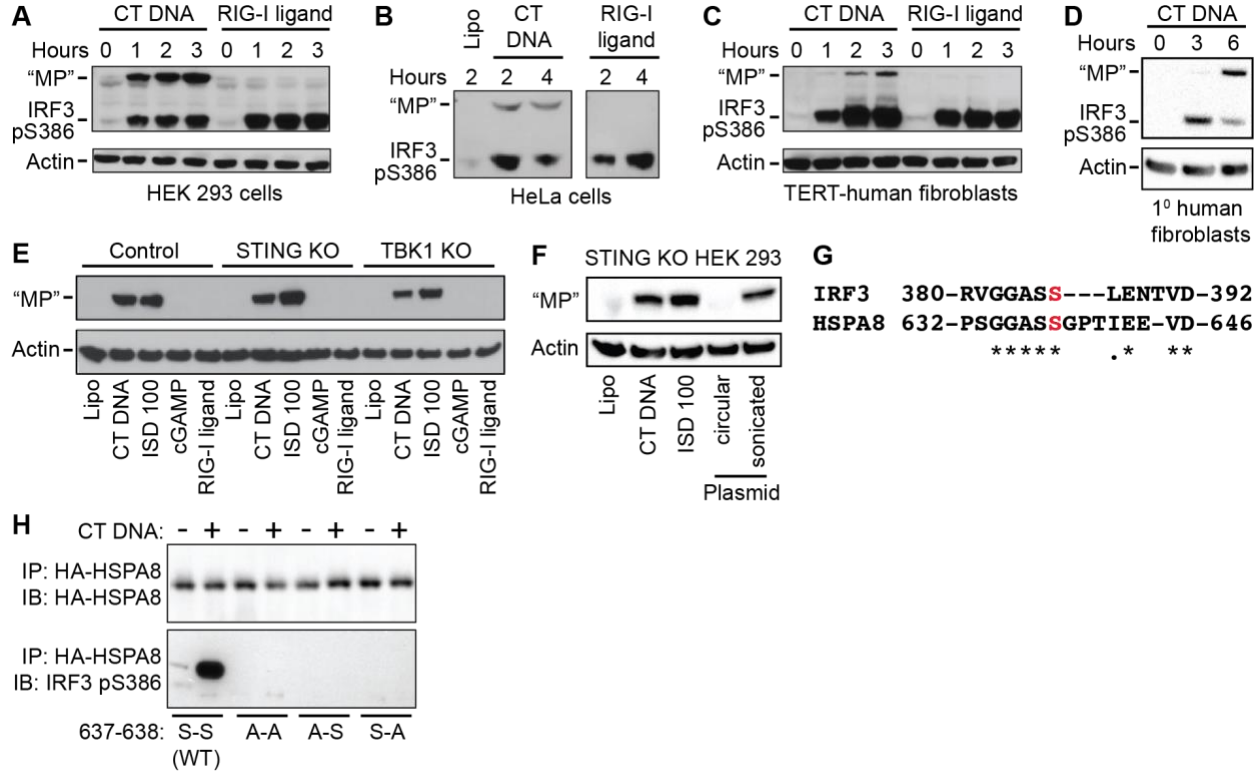 A
CT DNA RIG-I ligand
Hours 0 1 2 3 0 1 2 3
“MP”
IRF3
pS386
Actin
HEK 293 cells
B
Lipo
CT
DNA
RIG-I
ligand
Hours 2 2 4 2 4
“MP”
IRF3
pS386
HeLa cells
C
CT DNA RIG-I ligand
Hours 0 1 2 3 0 1 2 3
“MP”
IRF3
pS386
Actin
TERT-human fibroblasts
D
CT DNA
Hours 0 3 6
“MP”
IRF3
pS386
Actin
1⁰ human
fibroblasts
E
Control STING KO TBK1 KO
“MP”
Actin
Lipo
CT DNA
ISD 100
cGAMP
RIG-I ligand
Lipo
CT DNA
ISD 100
cGAMP
RIG-I ligand
Lipo
CT DNA
ISD 100
cGAMP
RIG-I ligand
F
STING KO HEK 293
“MP”
Actin
Lipo
CT DNA
ISD 100
circular
sonicated
Plasmid
G
IRF3 380-RVGGASS---LENTVD-392
HSPA8 632-PSGGASSGPTIEE-VD-646
***** .* **
H
CT DNA: - + - + - + - +
IP: HA-HSPA8
IB: HA-HSPA8
IP: HA-HSPA8
IB: IRF3 pS386
637-638: S-S A-A A-S S-A
(WT)